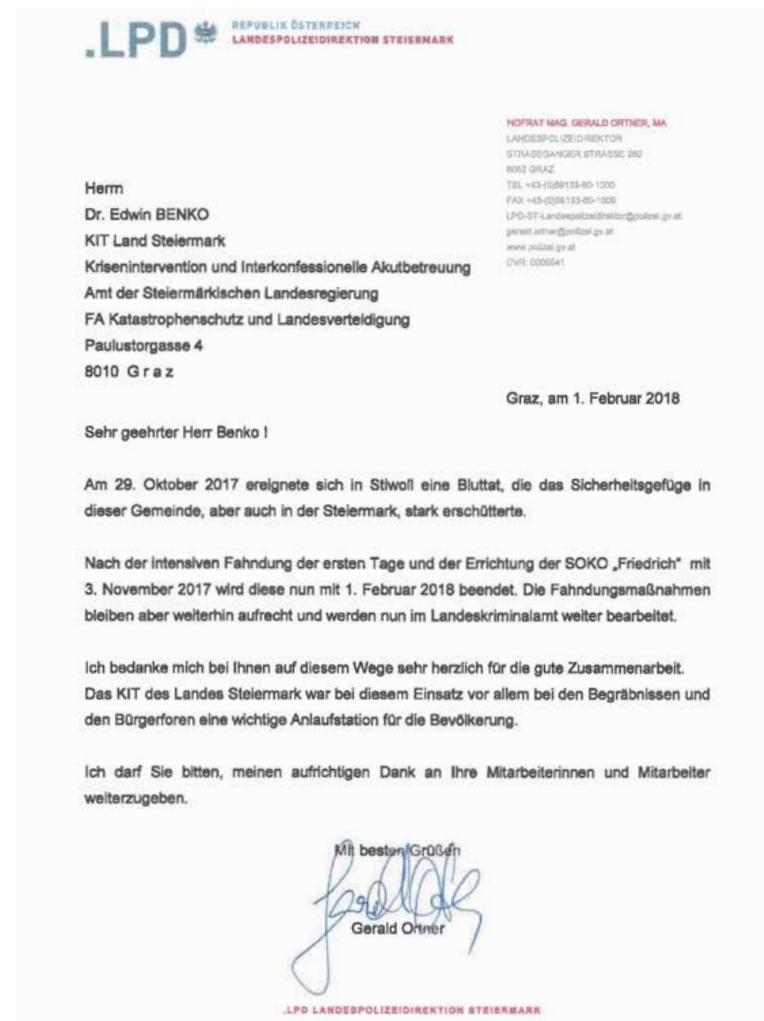 .LPD REPUBLIK ÖSTERREICH
LANDESPOLIZEIDIREKTION STEIERMARK
HOFRAT MAG. GERALD ORTNER, MA
LANDESPOLIZEIDIREKTOR
STRASSGANGER STRASSE 280
8052 GRAZ
TEL +43-(0)59133-60-1000
FAX +43-(0)59133-60-1009
LPD-ST-Landespolizeidirektor@polizei.gv.at
gerald.ortner@polizei.gv.at
www.polizei.gv.at
DVR: 0005541
Herrn
Dr. Edwin BENKO
KIT Land Steiermark
Krisenintervention und Interkonfessionelle Akutbetreuung
Amt der Steiermärkischen Landesregierung
FA Katastrophenschutz und Landesverteidigung
Paulustorgasse 4
8010 G r a z
Graz, am 1. Februar 2018
Sehr geehrter Herr Benko !
Am 29. Oktober 2017 ereignete sich in Stiwoll eine Bluttat, die das Sicherheitsgefüge in
dieser Gemeinde, aber auch in der Steiermark, stark erschütterte.
Nach der intensiven Fahndung der ersten Tage und der Errichtung der SOKO „Friedrich“ mit
3. November 2017 wird diese nun mit 1. Februar 2018 beendet. Die Fahndungsmaßnahmen
bleiben aber weiterhin aufrecht und werden nun im Landeskriminalamt weiter bearbeitet.
Ich bedanke mich bei Ihnen auf diesem Wege sehr herzlich für die gute Zusammenarbeit.
Das KIT des Landes Steiermark war bei diesem Einsatz vor allem bei den Begräbnissen und
den Bürgerforen eine wichtige Anlaufstation für die Bevölkerung.
Ich darf Sie bitten, meinen aufrichtigen Dank an Ihre Mitarbeiterinnen und Mitarbeiter
weiterzugeben.
Mit besten Grüßen
Gerald Ortner
.LPD LANDESPOLIZEIDIREKTION STEIERMARK